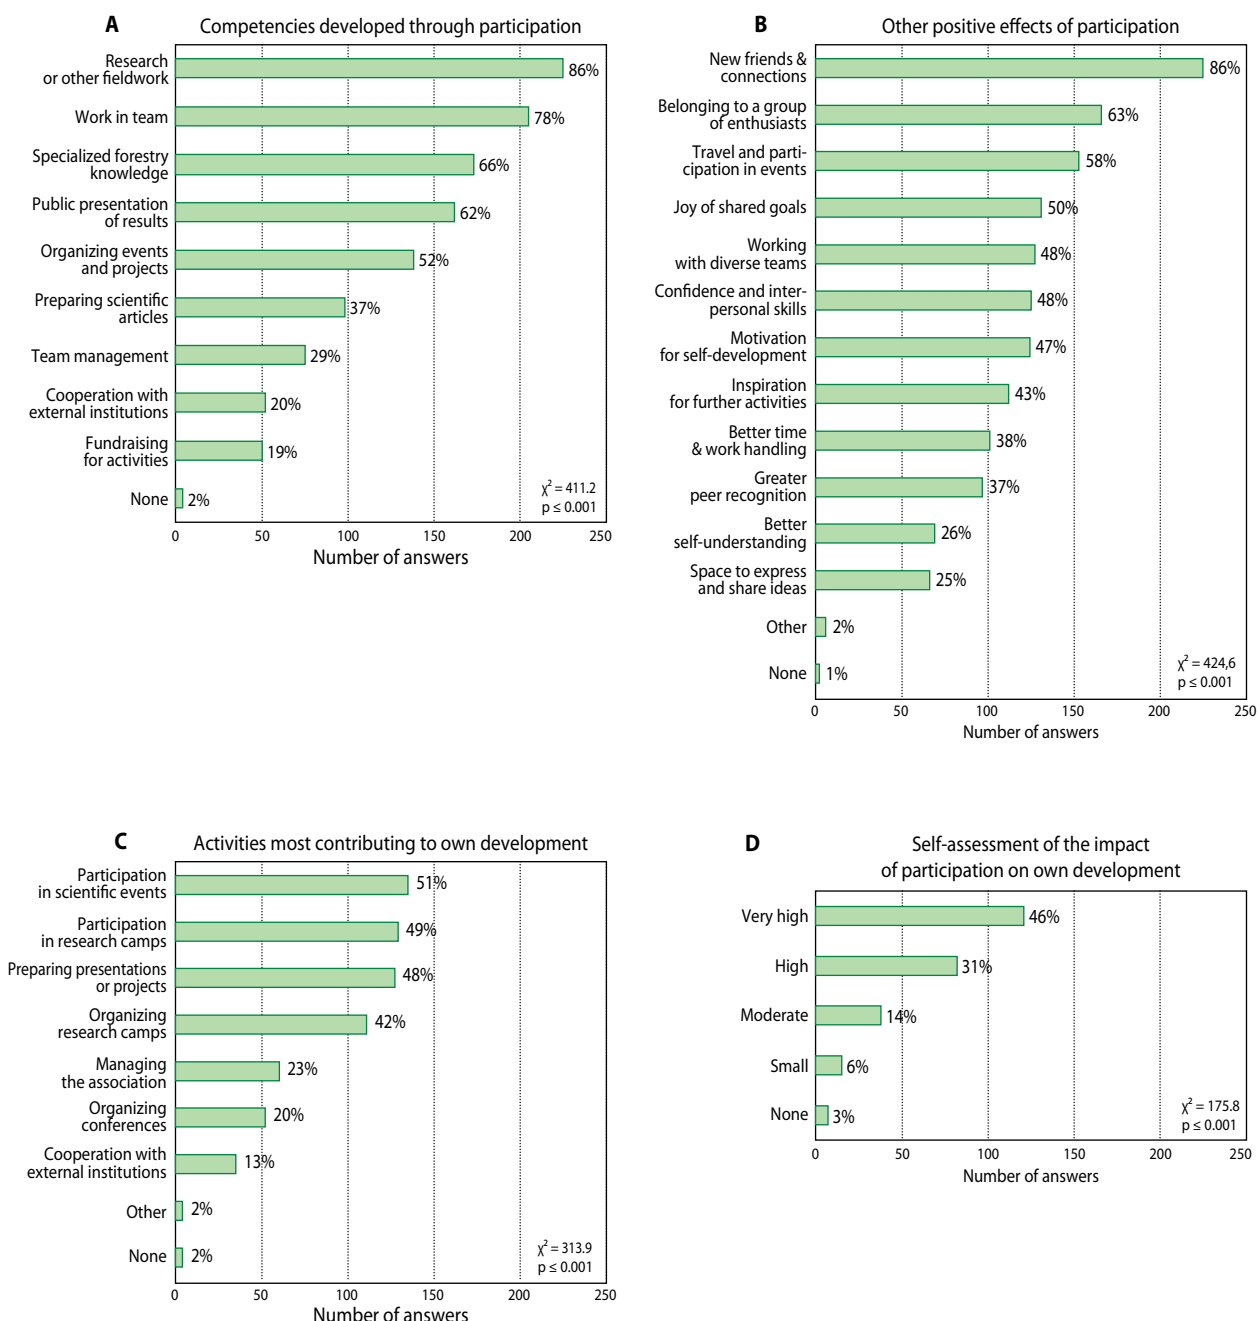 A
Competencies developed through participation
Research
or other fieldwork
86%
Work in team
78%
Specialized forestry
knowledge
66%
Public presentation
of results
62%
Organizing events
and projects
52%
Preparing scientific
articles
37%
Team management
29%
Cooperation with
external institutions
20%
Fundraising
for activities
19%
None
2%
χ² = 411.2
p ≤ 0.001
0 50 100 150 200 250
Number of answers
B
Other positive effects of participation
New friends &
connections
86%
Belonging to a group
of enthusiasts
63%
Travel and parti-
cipation in events
58%
Joy of shared goals
50%
Working
with diverse teams
48%
Confidence and inter-
personal skills
48%
Motivation
for self-development
47%
Inspiration
for further activities
43%
Better time
& work handling
38%
Greater
peer recognition
37%
Better
self-understanding
26%
Space to express
and share ideas
25%
Other
2%
None
1%
χ² = 424,6
p ≤ 0.001
0 50 100 150 200 250
Number of answers
C
Activities most contributing to own development
Participation
in scientific events
51%
Participation
in research camps
49%
Preparing presentations
or projects
48%
Organizing
research camps
42%
Managing
the association
23%
Organizing
conferences
20%
Cooperation with
external institutions
13%
Other
2%
None
2%
χ² = 313.9
p ≤ 0.001
0 50 100 150 200 250
Number of answers
D
Self-assessment of the impact
of participation on own development
Very high
46%
High
31%
Moderate
14%
Small
6%
None
3%
χ² = 175.8
p ≤ 0.001
0 50 100 150 200 250
Number of answers